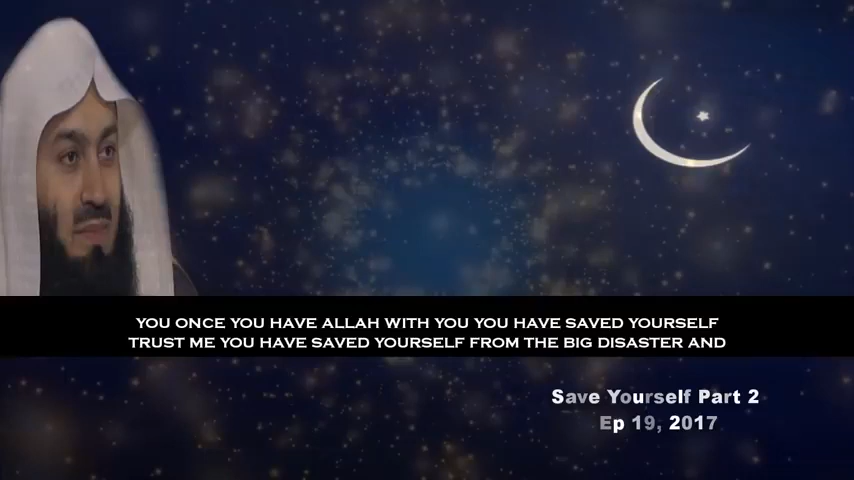 YOU ONCE YOU HAVE ALLAH WITH YOU YOU HAVE SAVED YOURSELF
TRUST ME YOU HAVE SAVED YOURSELF FROM THE BIG DISASTER AND
Save Yourself Part 2
Ep 19, 2017